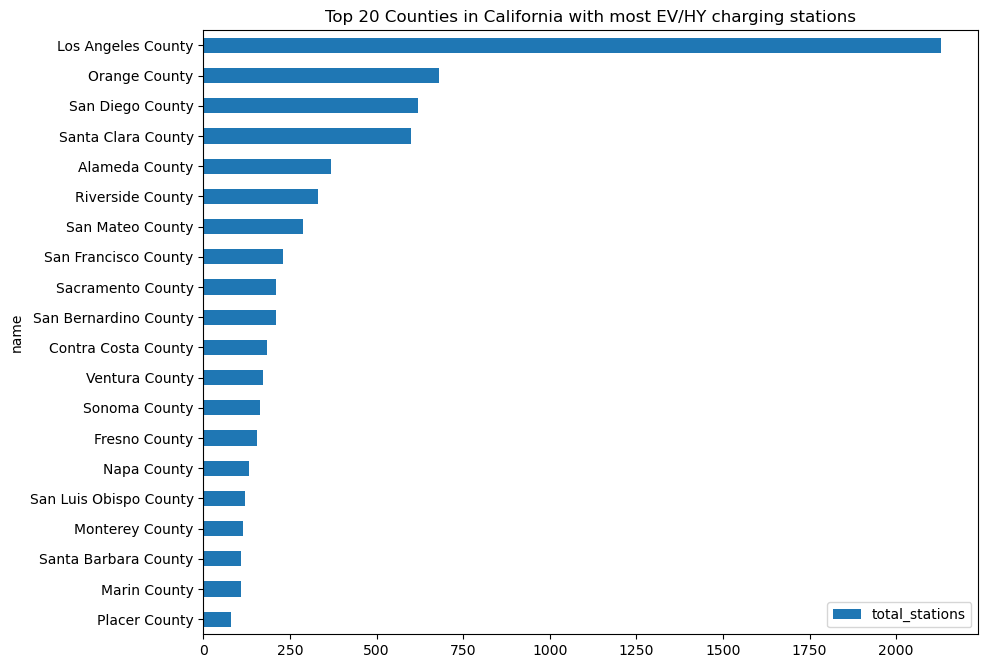 Top 20 Counties in California with most EV/HY charging stations
name
Los Angeles County
Orange County
San Diego County
Santa Clara County
Alameda County
Riverside County
San Mateo County
San Francisco County
Sacramento County
San Bernardino County
Contra Costa County
Ventura County
Sonoma County
Fresno County
Napa County
San Luis Obispo County
Monterey County
Santa Barbara County
Marin County
Placer County
total_stations
0 250 500 750 1000 1250 1500 1750 2000